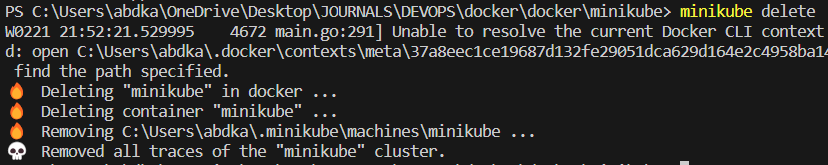 PS C:\Users\abdka\OneDrive\Desktop\JOURNALS\DEVOPS\docker\docker\minikube> minikube delete
W0221 21:52:21.529995    4672 main.go:291] Unable to resolve the current Docker CLI context
d: open C:\Users\abdka\.docker\contexts\meta\37a8eec1ce19687d132fe29051dca629d164e2c4958ba14
 find the path specified.
🔥  Deleting "minikube" in docker ...
🔥  Deleting container "minikube" ...
🔥  Removing C:\Users\abdka\.minikube\machines\minikube ...
💀  Removed all traces of the "minikube" cluster.